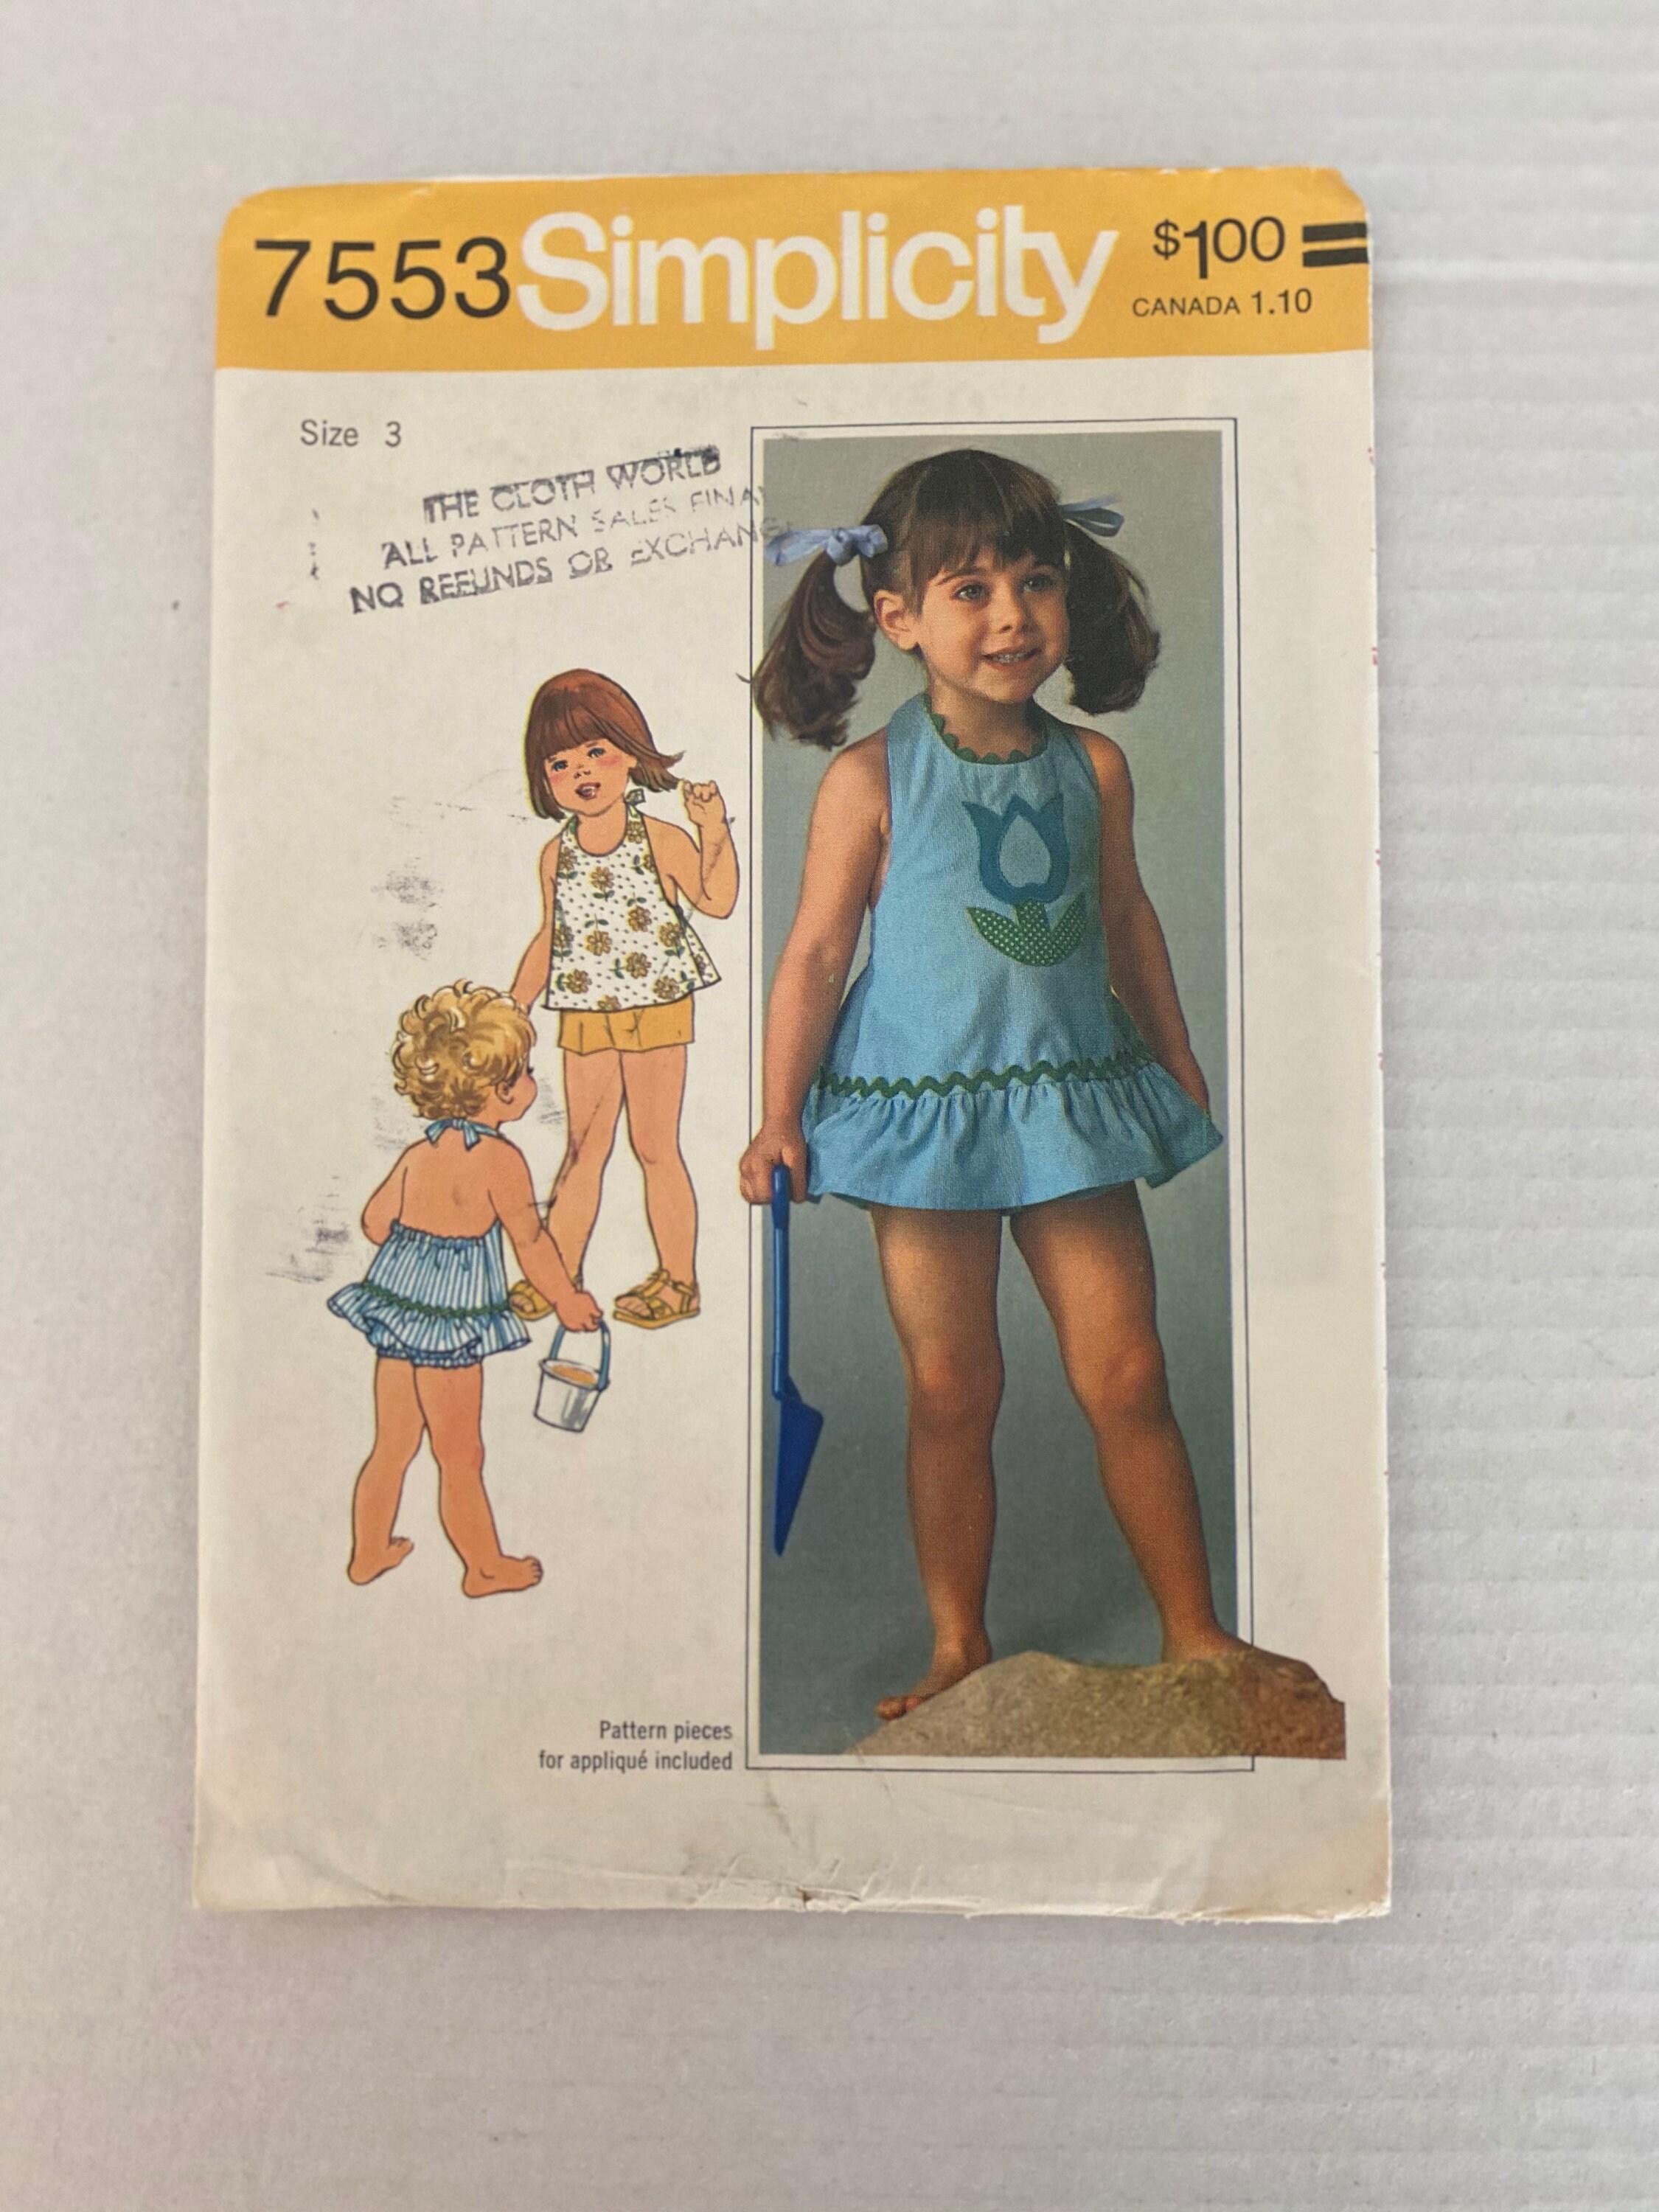 7553 Simplicity $1.00
CANADA 1.10
Size 3
THE CLOTH WORLD
ALL PATTERN SALES FINA
NO REFUNDS OR EXCHANGE
Pattern pieces
for appliqué included